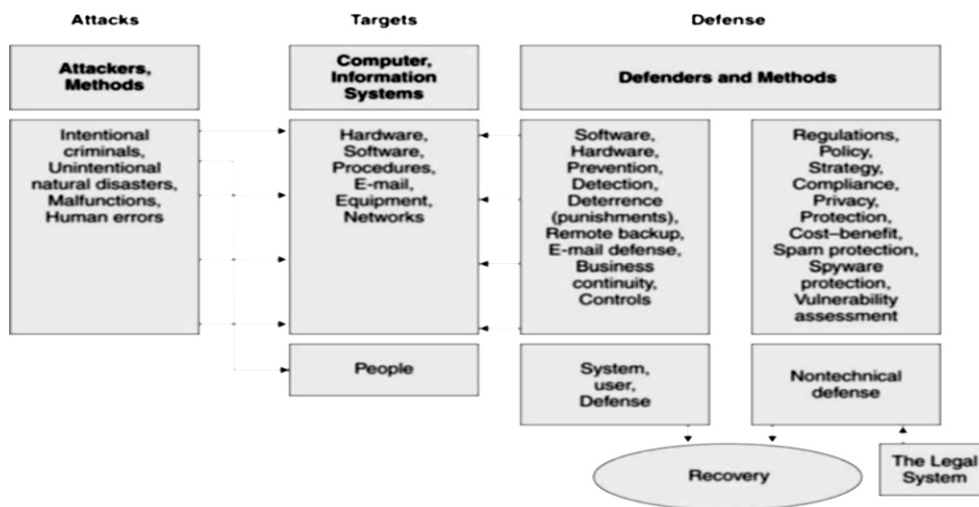 Attacks
Targets
Defense
Attackers,
Methods
Computer,
Information
Systems
Defenders and Methods
Intentional
criminals,
Unintentional
natural disasters,
Malfunctions,
Human errors
Hardware,
Software,
Procedures,
E-mail,
Equipment,
Networks
Software,
Hardware,
Prevention,
Detection,
Deterrence
(punishments),
Remote backup,
E-mail defense,
Business
continuity,
Controls
Regulations,
Policy,
Strategy,
Compliance,
Privacy,
Protection,
Cost–benefit,
Spam protection,
Spyware
protection,
Vulnerability
assessment
People
System,
user,
Defense
Nontechnical
defense
Recovery
The Legal
System